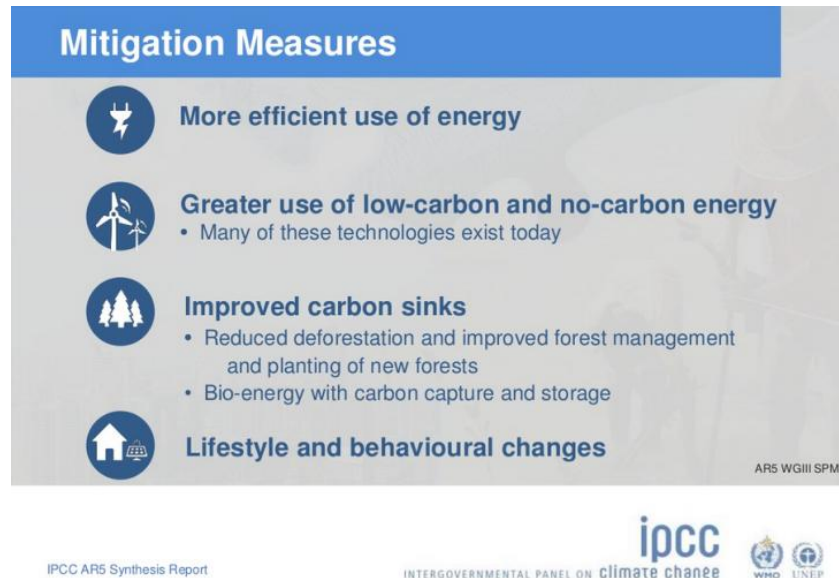 Mitigation Measures
More efficient use of energy
Greater use of low-carbon and no-carbon energy
• Many of these technologies exist today
Improved carbon sinks
• Reduced deforestation and improved forest management
and planting of new forests
• Bio-energy with carbon capture and storage
Lifestyle and behavioural changes
AR5 WGIII SPM
IPCC AR5 Synthesis Report
ipcc
INTERGOVERNMENTAL PANEL ON climate change
WMO UNEP